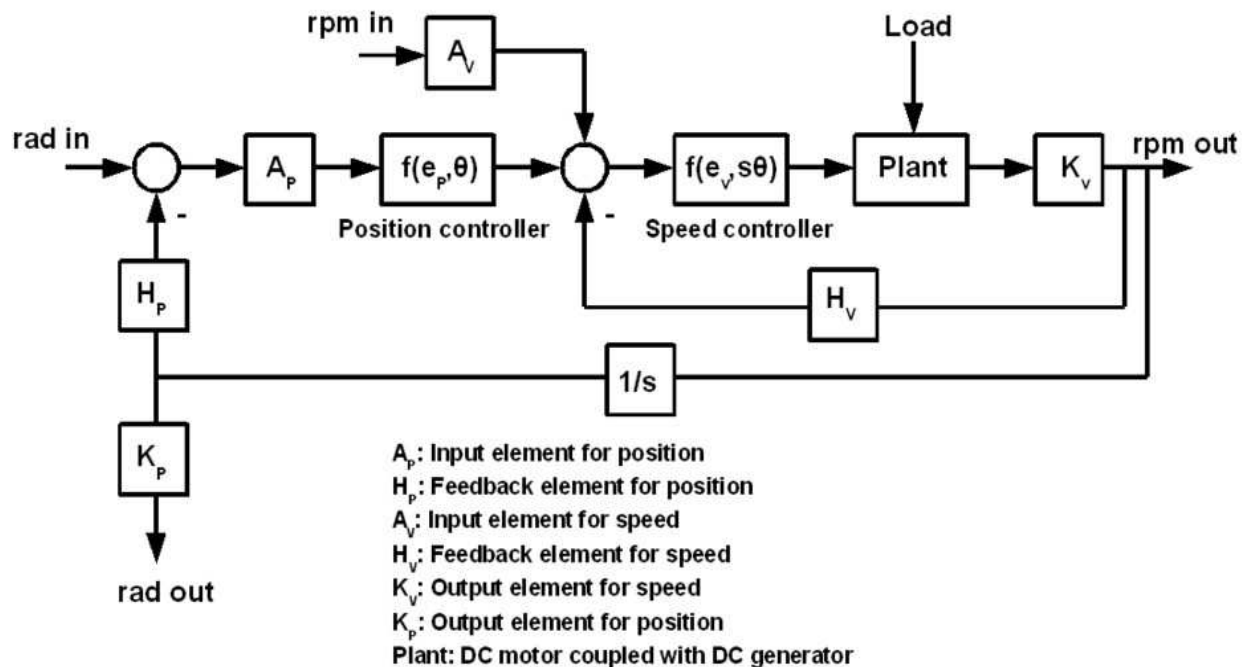 rpm in
A_V
Load
rad in
A_P
f(e_P,θ)
f(e_V,sθ)
Plant
K_V
rpm out
-
Position controller
-
Speed controller
H_P
H_V
1/s
K_P
rad out
A_P: Input element for position
H_P: Feedback element for position
A_V: Input element for speed
H_V: Feedback element for speed
K_V: Output element for speed
K_P: Output element for position
Plant: DC motor coupled with DC generator